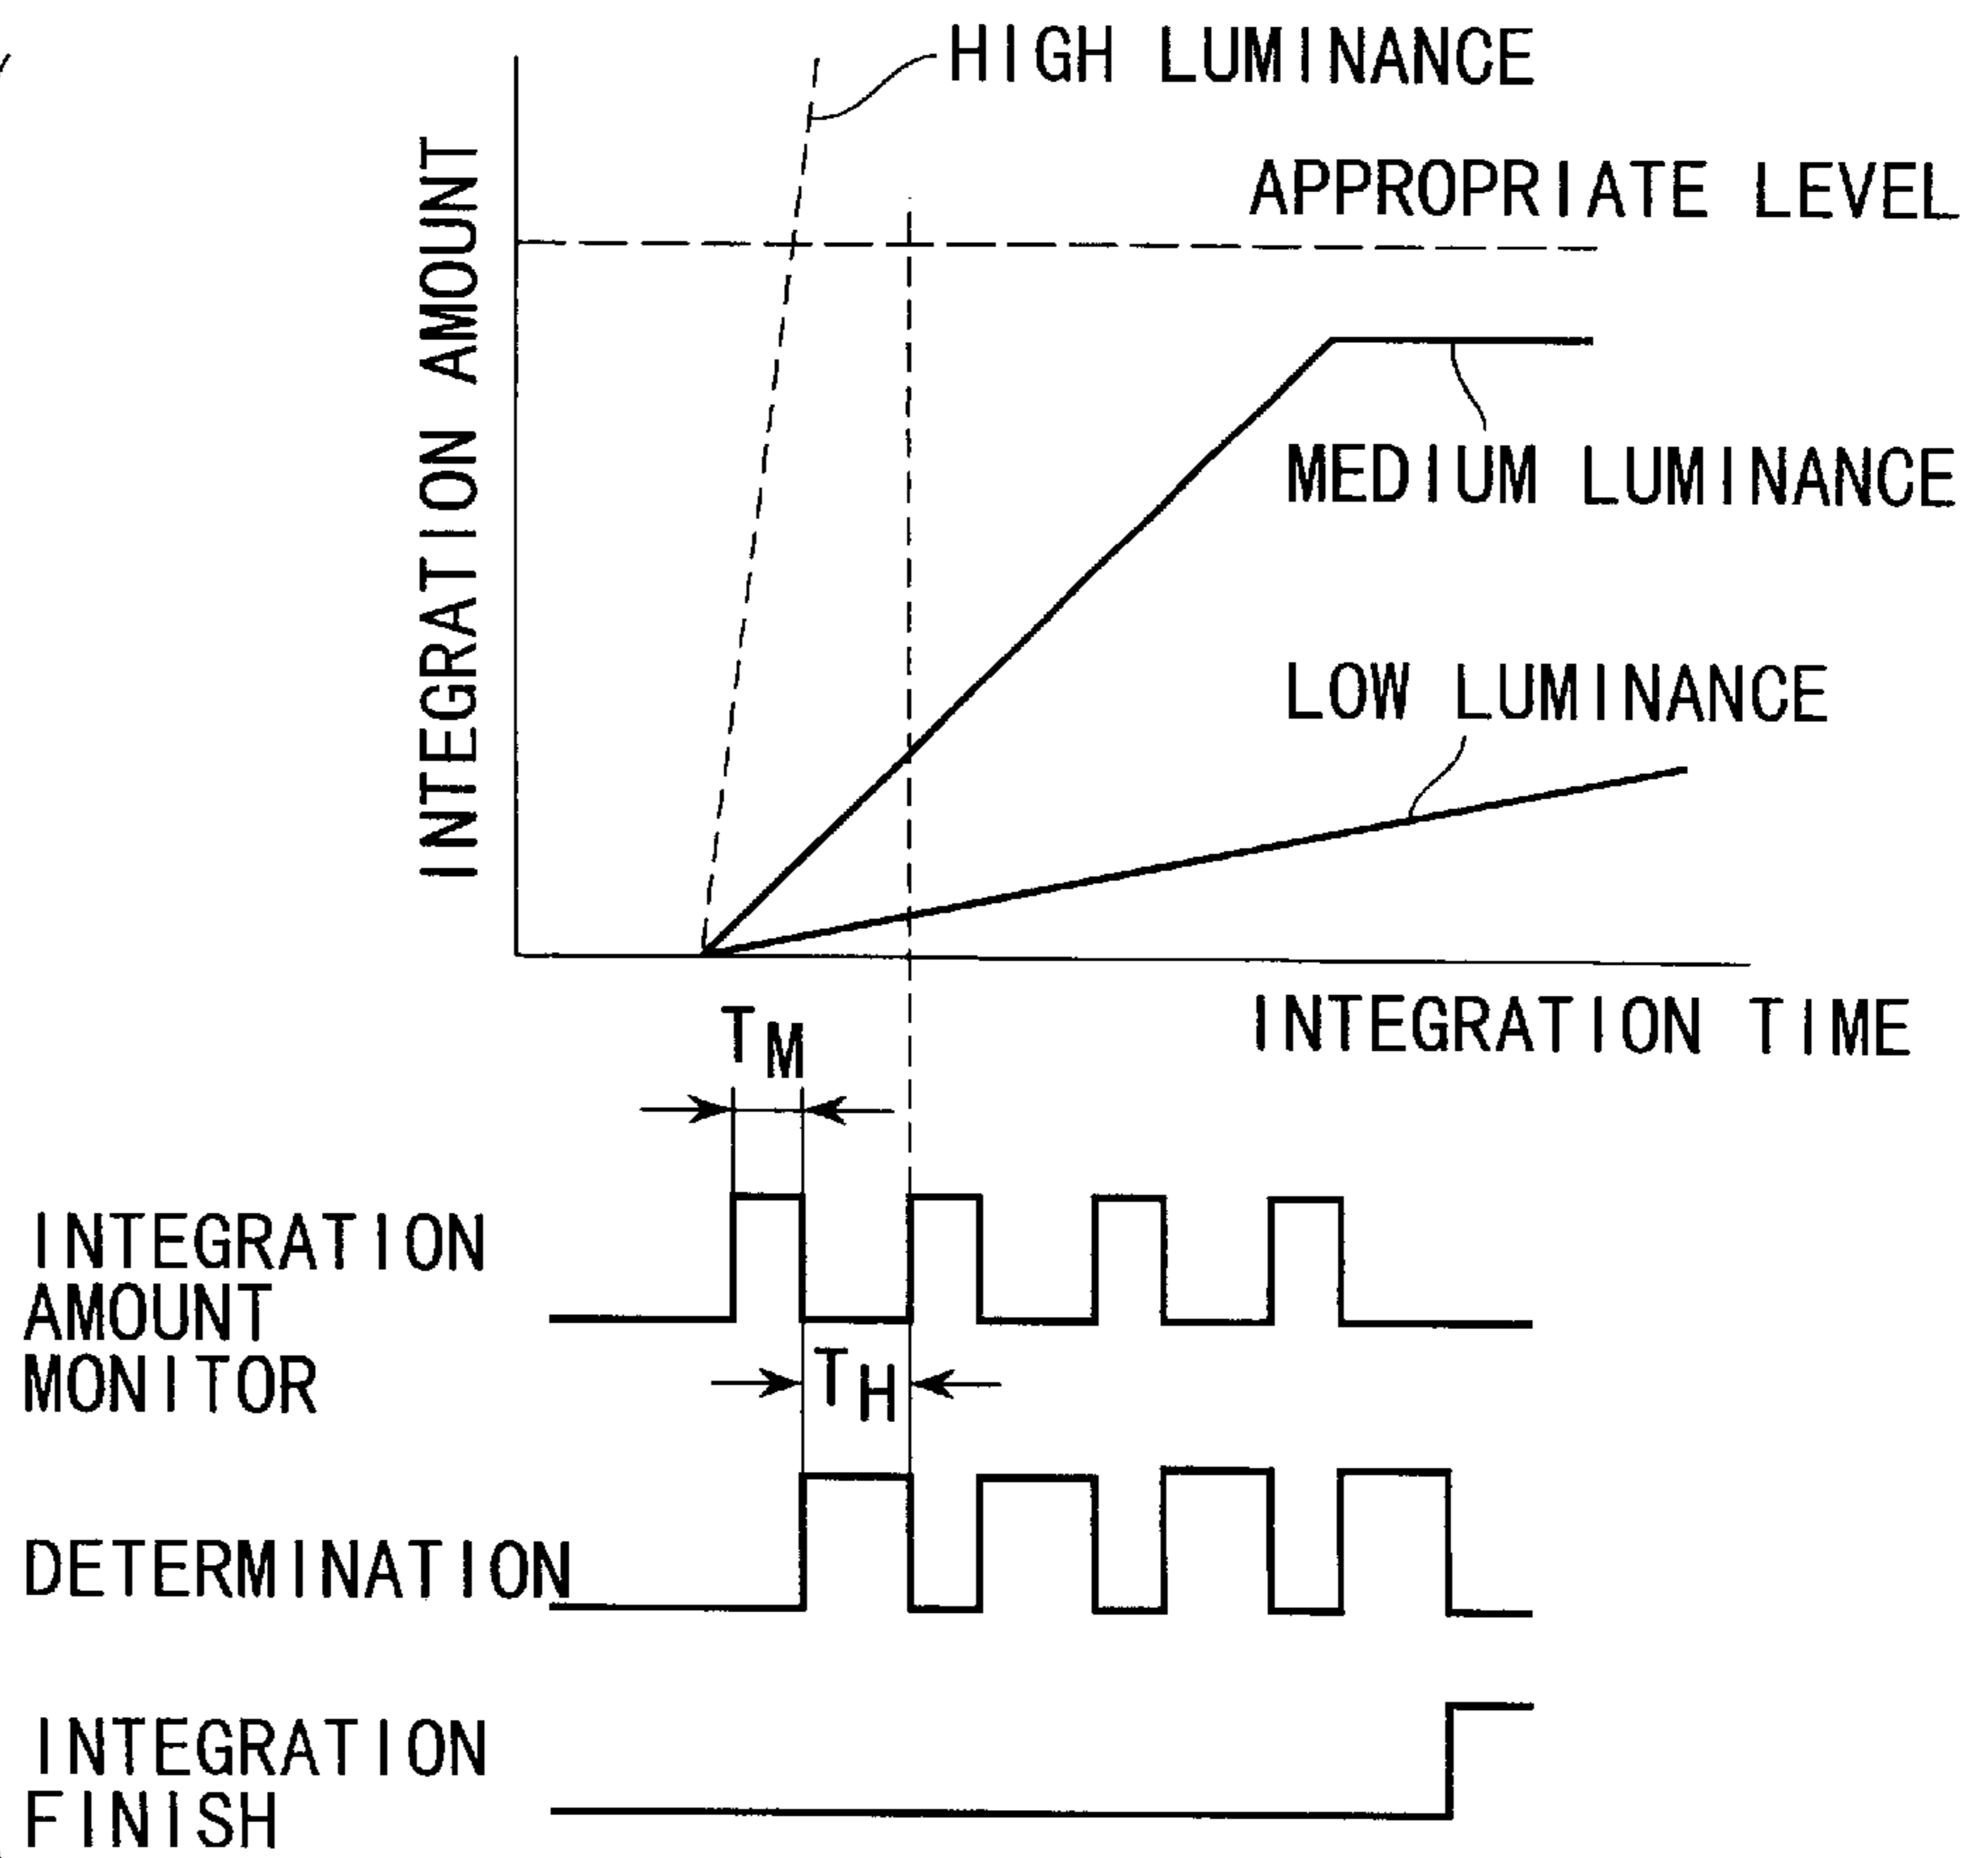 HIGH LUMINANCE
APPROPRIATE LEVEL
INTEGRATION AMOUNT
MEDIUM LUMINANCE
LOW LUMINANCE
INTEGRATION TIME
TM
INTEGRATION
AMOUNT
MONITOR
TH
DETERMINATION
INTEGRATION
FINISH